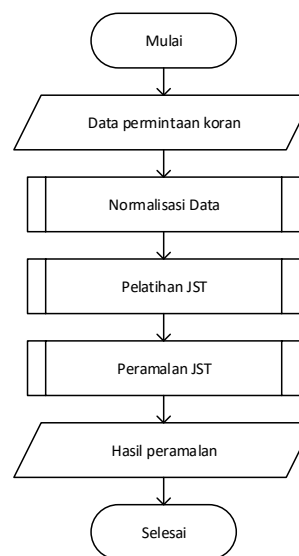 Mulai
Data permintaan koran
Normalisasi Data
Pelatihan JST
Peramalan JST
Hasil peramalan
Selesai